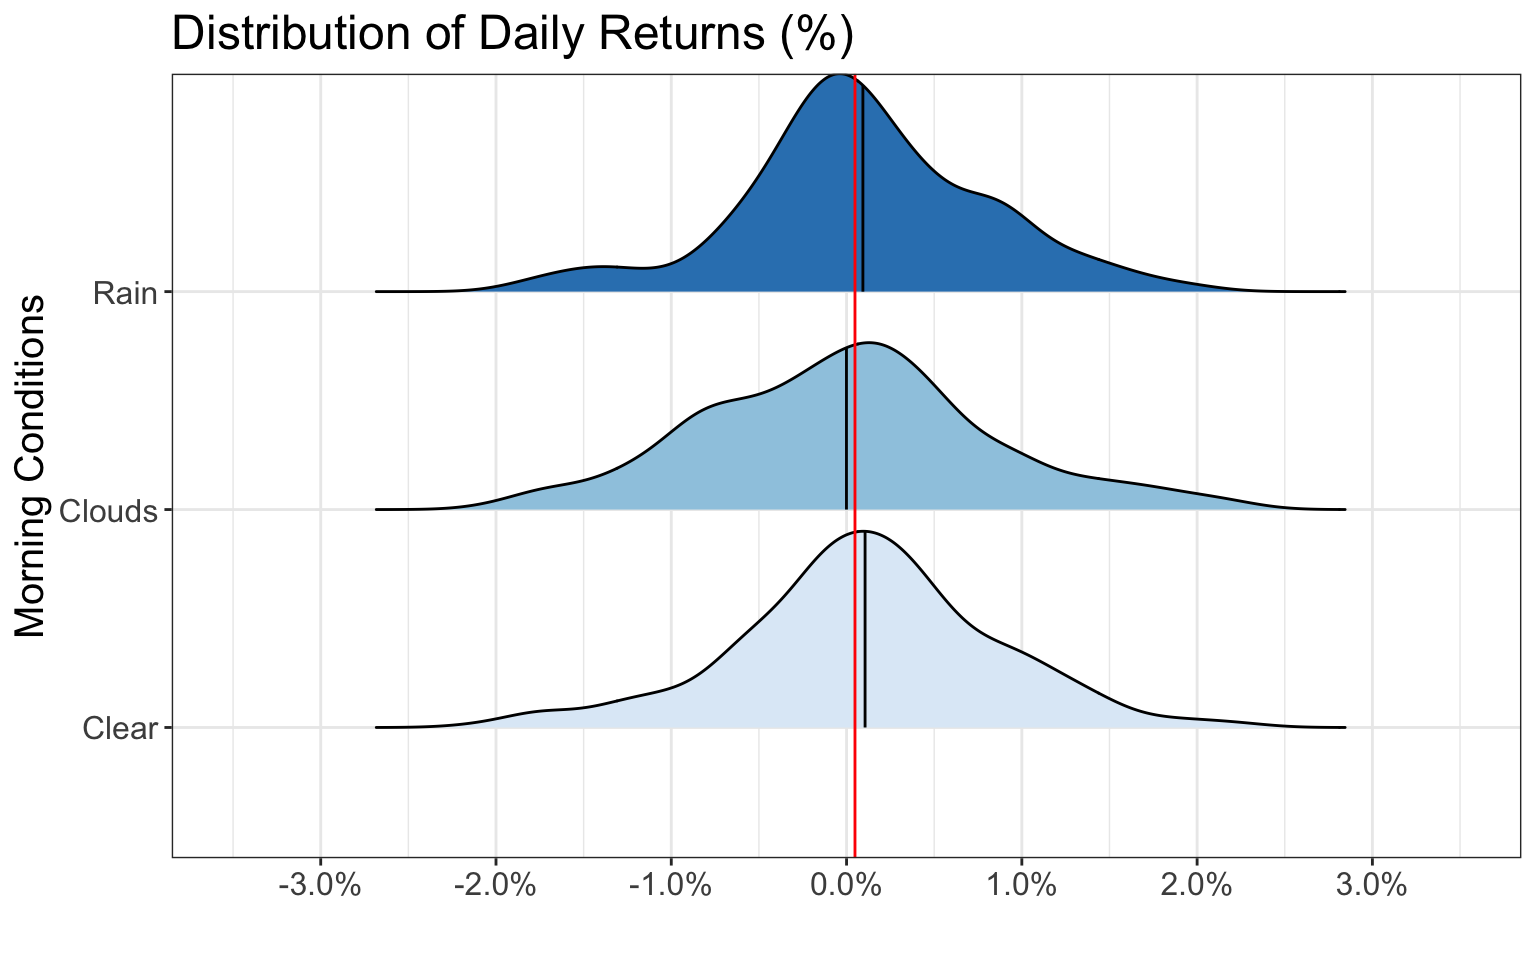 Distribution of Daily Returns (%)
Morning Conditions
Rain
Clouds
Clear
-3.0% -2.0% -1.0% 0.0% 1.0% 2.0% 3.0%